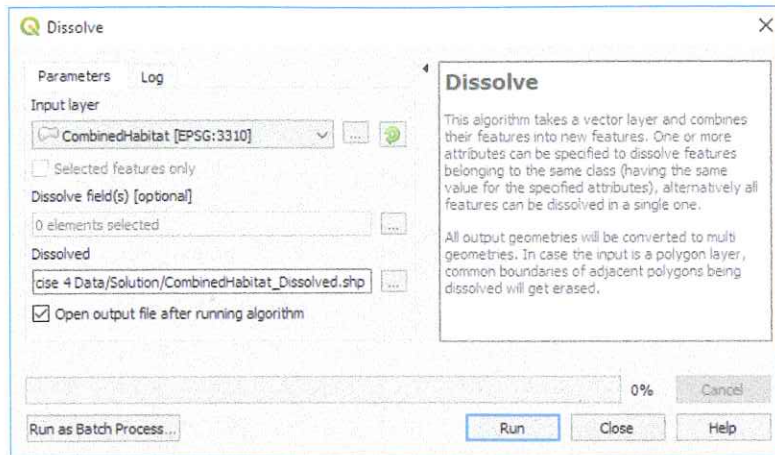 Dissolve
Parameters Log
Input layer
CombinedHabitat [EPSG:3310]
...
Selected features only
Dissolve field(s) [optional]
0 elements selected
...
Dissolved
cise 4 Data/Solution/CombinedHabitat_Dissolved.shp
...
Open output file after running algorithm
Dissolve
This algorithm takes a vector layer and combines
their features into new features. One or more
attributes can be specified to dissolve features
belonging to the same class (having the same
value for the specified attributes), alternatively all
features can be dissolved in a single one.
All output geometries will be converted to multi
geometries. In case the input is a polygon layer,
common boundaries of adjacent polygons being
dissolved will get erased.
0% Cancel
Run as Batch Process... Run Close Help